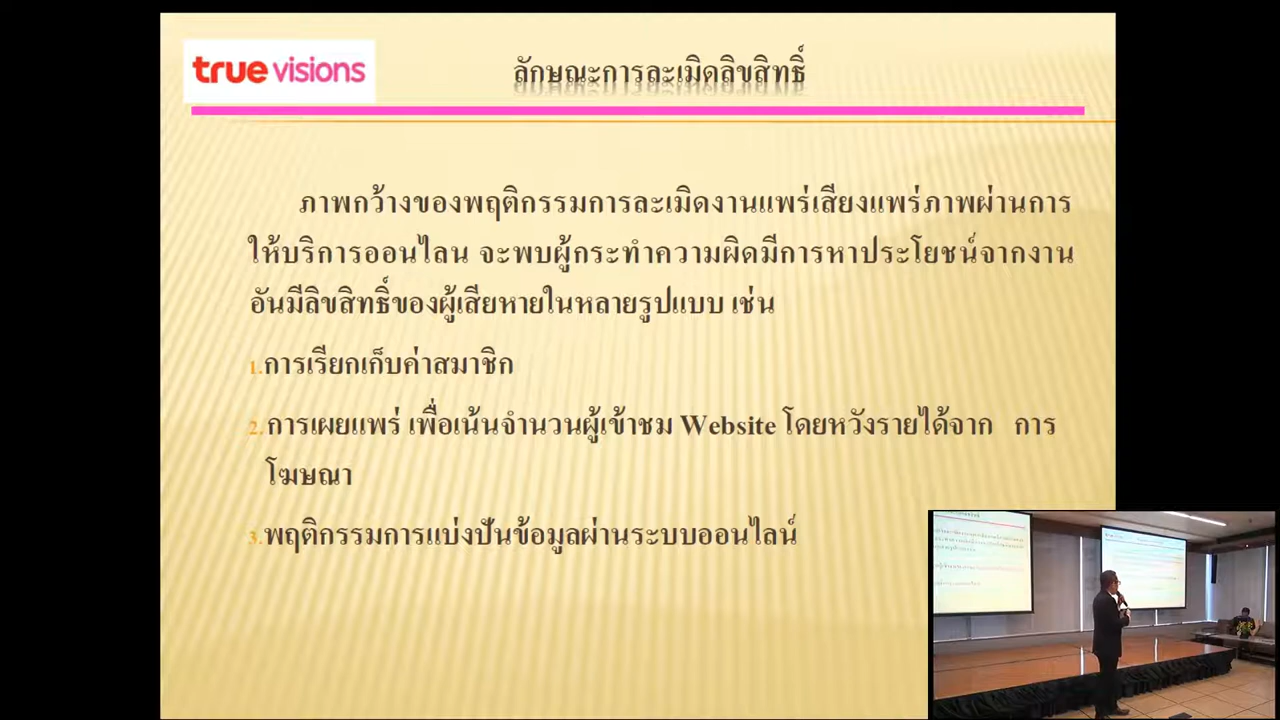 true visions
ลักษณะการละเมิดลิขสิทธิ์
ภาพกว้างของพฤติกรรมการละเมิดงานแพร่เสียงแพร่ภาพผ่านการ
ให้บริการออนไลน จะพบผู้กระทำความผิดมีการหาประโยชน์จากงาน
อันมีลิขสิทธิ์ของผู้เสียหายในหลายรูปแบบ เช่น
1.การเรียกเก็บค่าสมาชิก
2.การเผยแพร่ เพื่อเน้นจำนวนผู้เข้าชม Website โดยหวังรายได้จาก การ
โฆษณา
3.พฤติกรรมการแบ่งปันข้อมูลผ่านระบบออนไลน์